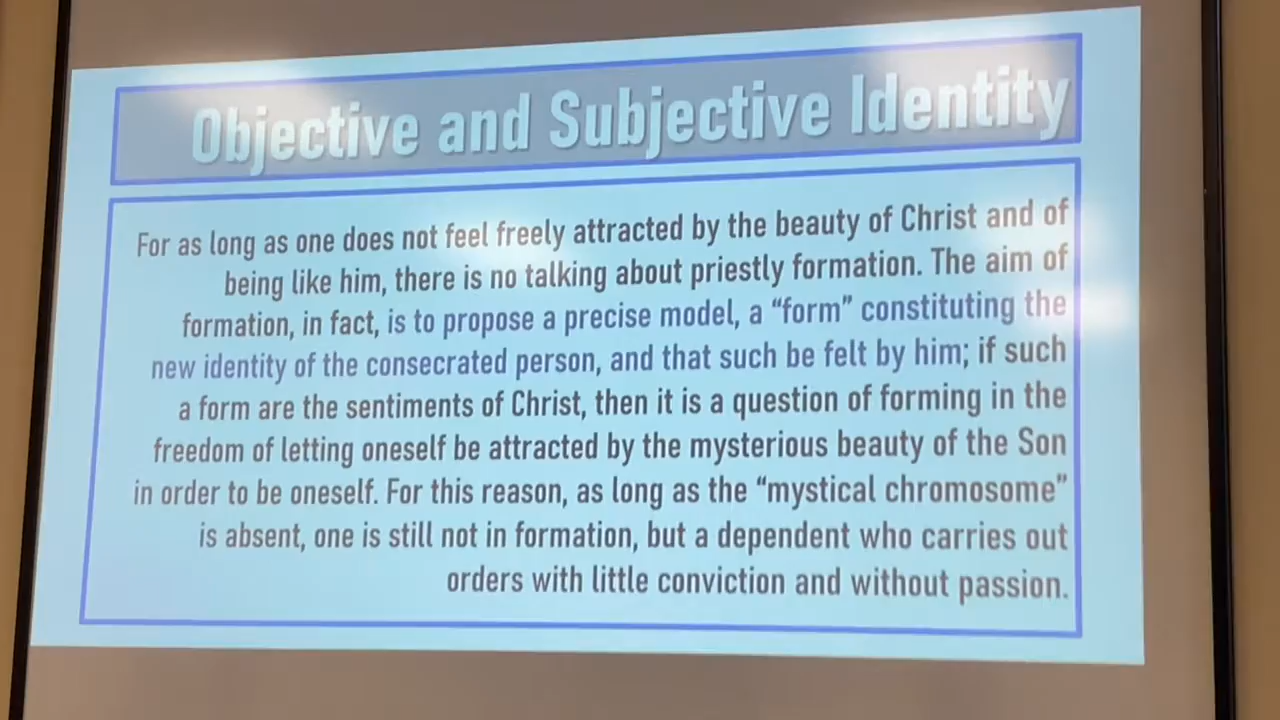 Objective and Subjective Identity
For as long as one does not feel freely attracted by the beauty of Christ and of
being like him, there is no talking about priestly formation. The aim of
formation, in fact, is to propose a precise model, a “form” constituting the
new identity of the consecrated person, and that such be felt by him; if such
a form are the sentiments of Christ, then it is a question of forming in the
freedom of letting oneself be attracted by the mysterious beauty of the Son
in order to be oneself. For this reason, as long as the “mystical chromosome”
is absent, one is still not in formation, but a dependent who carries out
orders with little conviction and without passion.